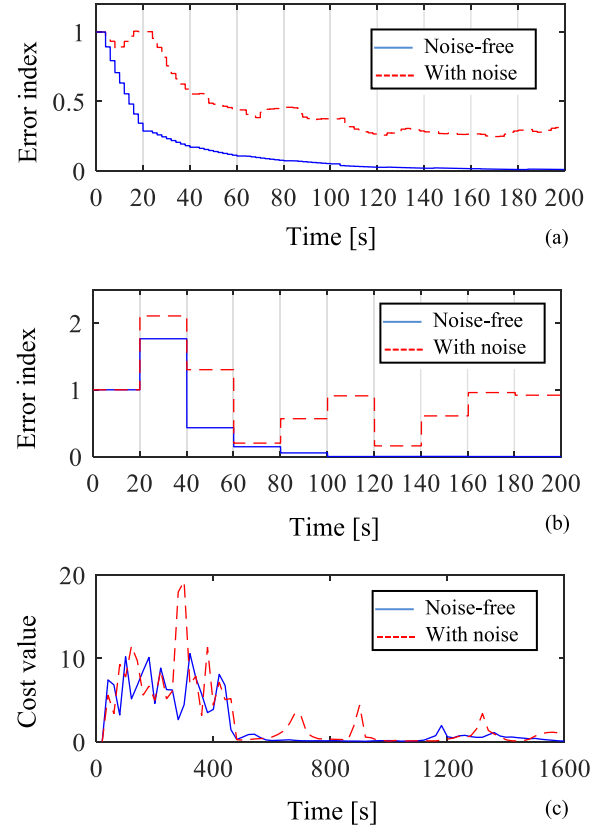 1
0.5
0
Error index
Noise-free
With noise
0 20 40 60 80 100 120 140 160 180 200
Time [s]
(a)
2
1
0
Error index
Noise-free
With noise
0 20 40 60 80 100 120 140 160 180 200
Time [s]
(b)
20
10
0
Cost value
Noise-free
With noise
0 400 800 1200 1600
Time [s]
(c)